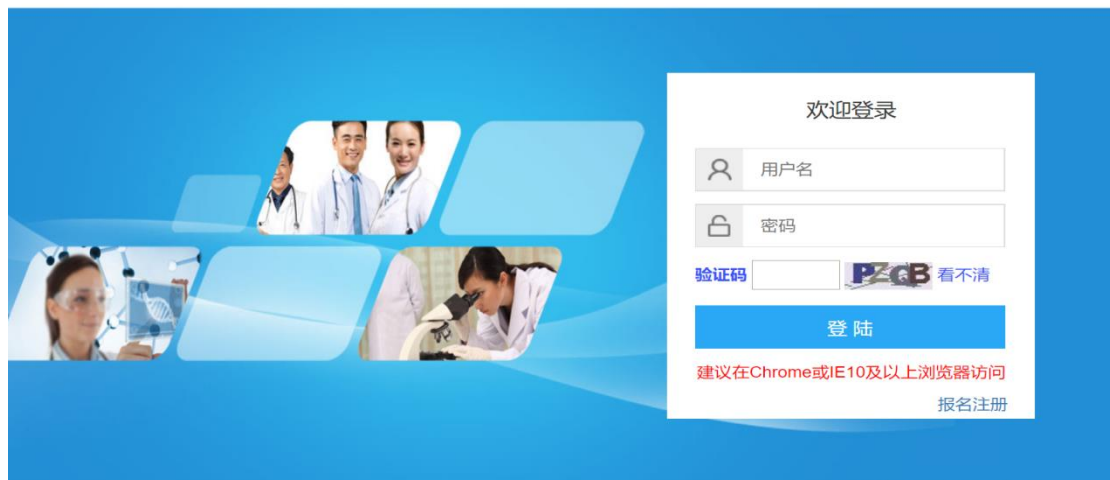 欢迎登录
用户名
密码
验证码 PZCB 看不清
登 陆
建议在Chrome或IE10及以上浏览器访问
报名注册